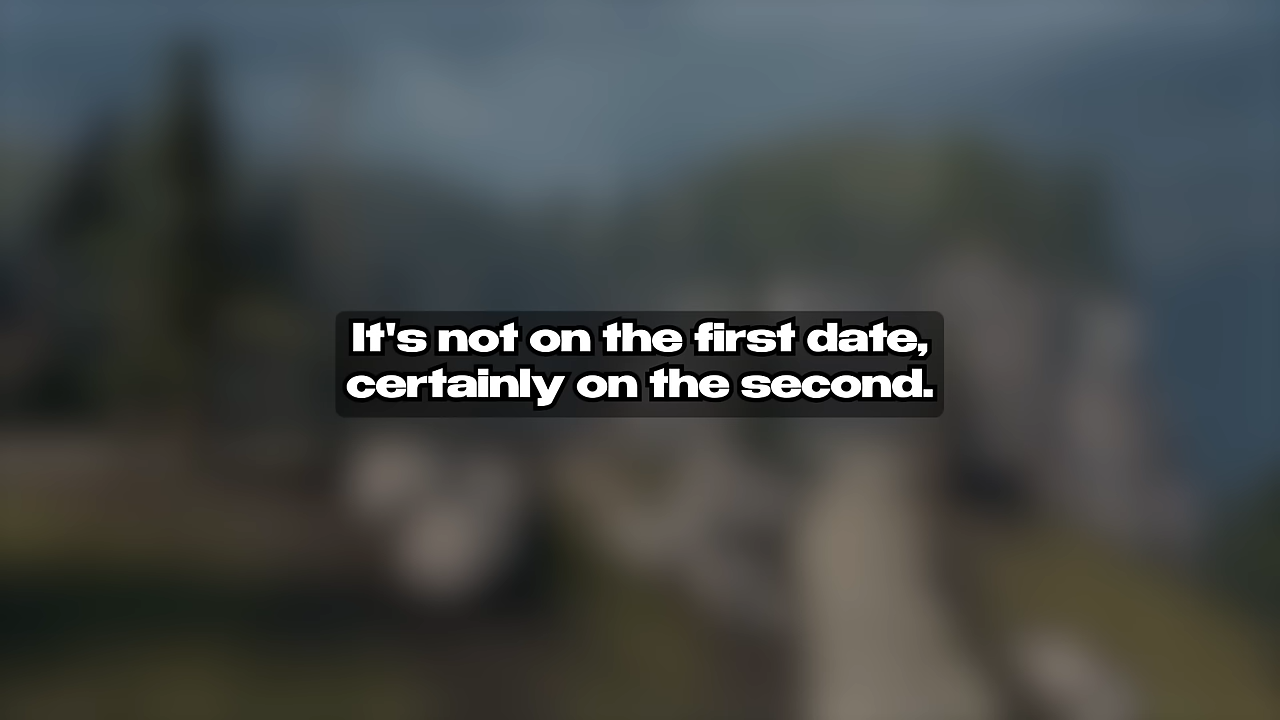 It's not on the first date,
certainly on the second.